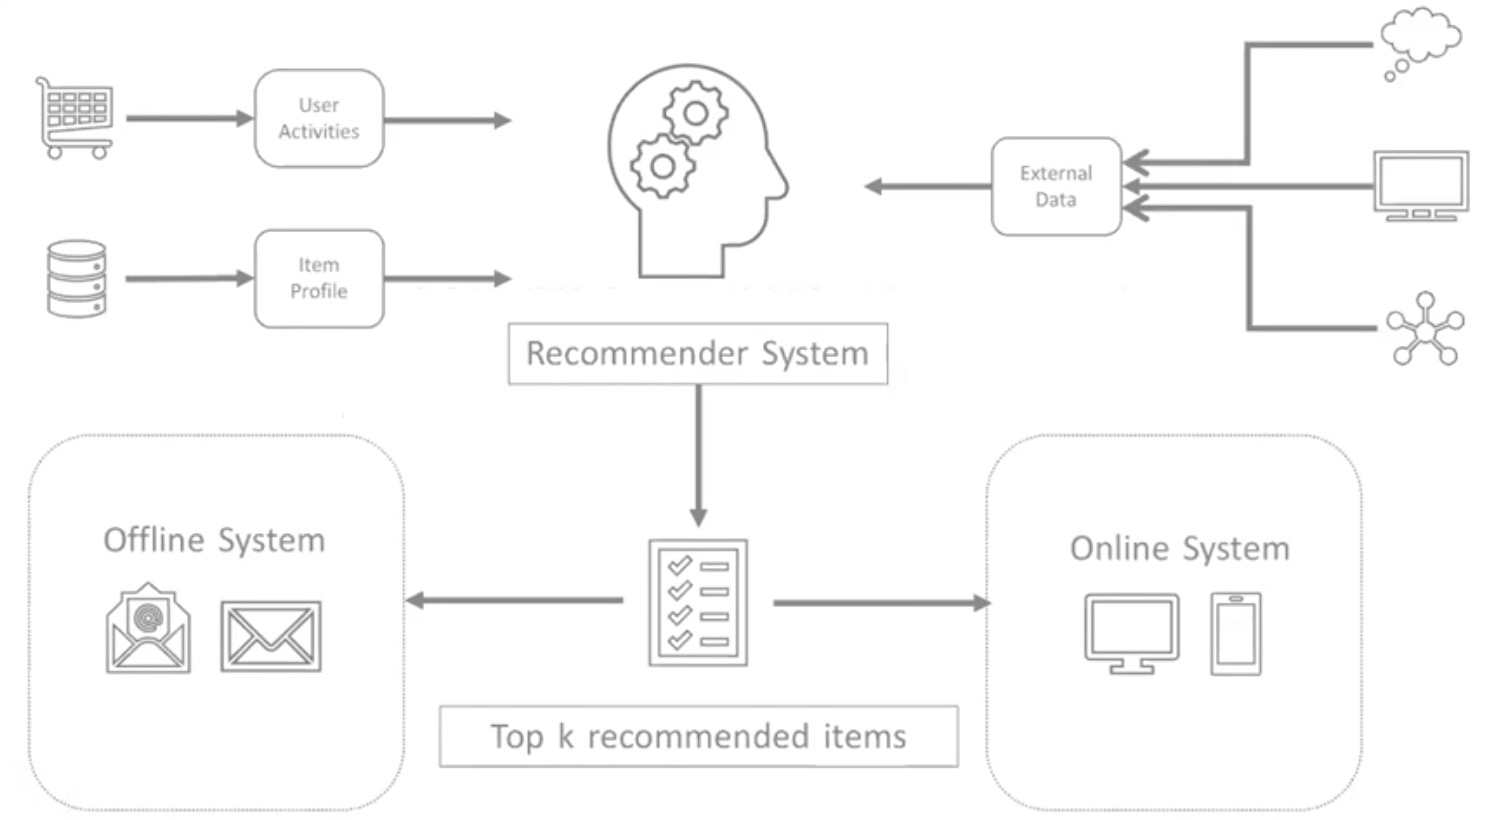 User
Activities
External
Data
Item
Profile
Recommender System
Offline System
Online System
Top k recommended items